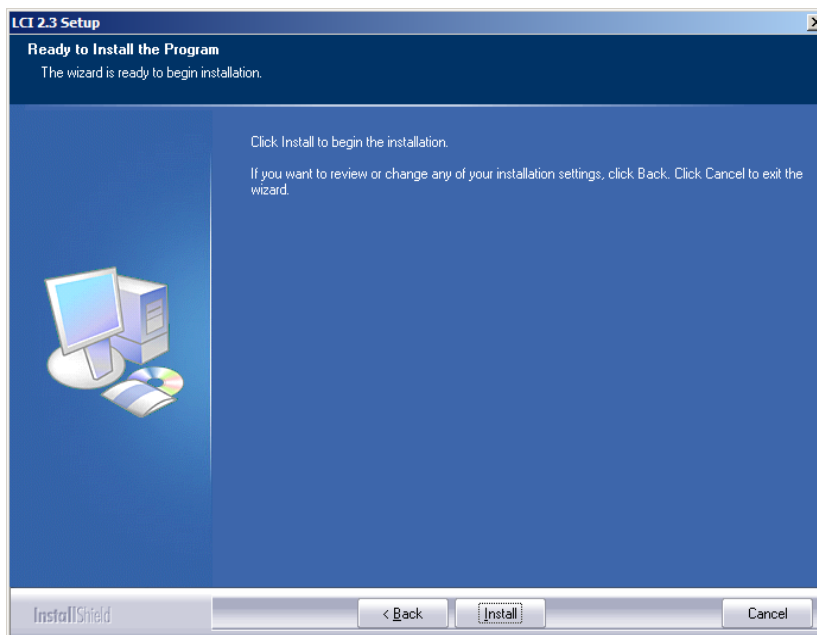 LCI 2.3 Setup
Ready to Install the Program
The wizard is ready to begin installation.
Click Install to begin the installation.
If you want to review or change any of your installation settings, click Back. Click Cancel to exit the
wizard.
InstallShield
< Back
Install
Cancel